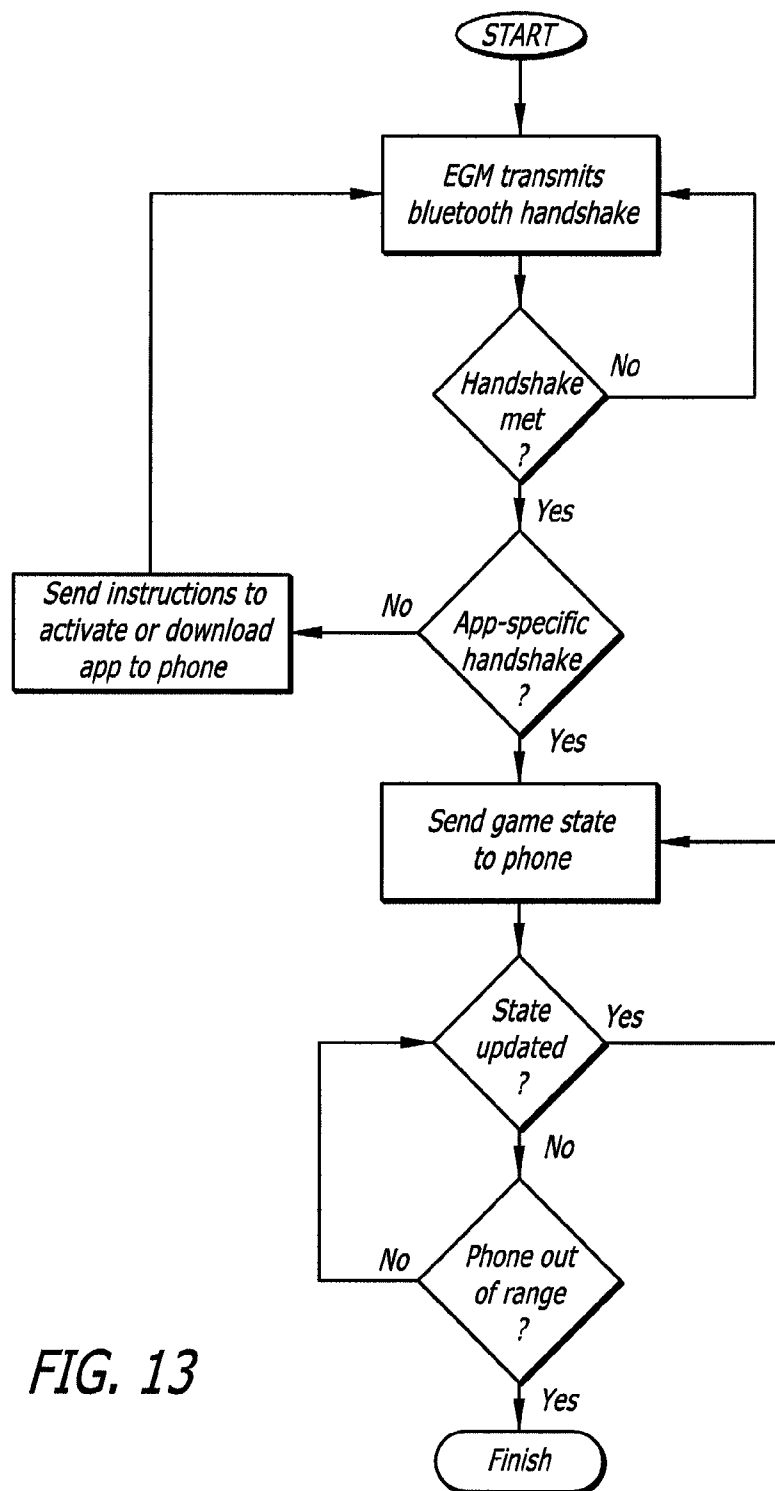 START
EGM transmits
bluetooth handshake
Handshake
met
?
No
Yes
App-specific
handshake
?
No
Send instructions to
activate or download
app to phone
Yes
Send game state
to phone
State
updated
?
Yes
No
Phone out
of range
?
No
Yes
Finish
FIG. 13